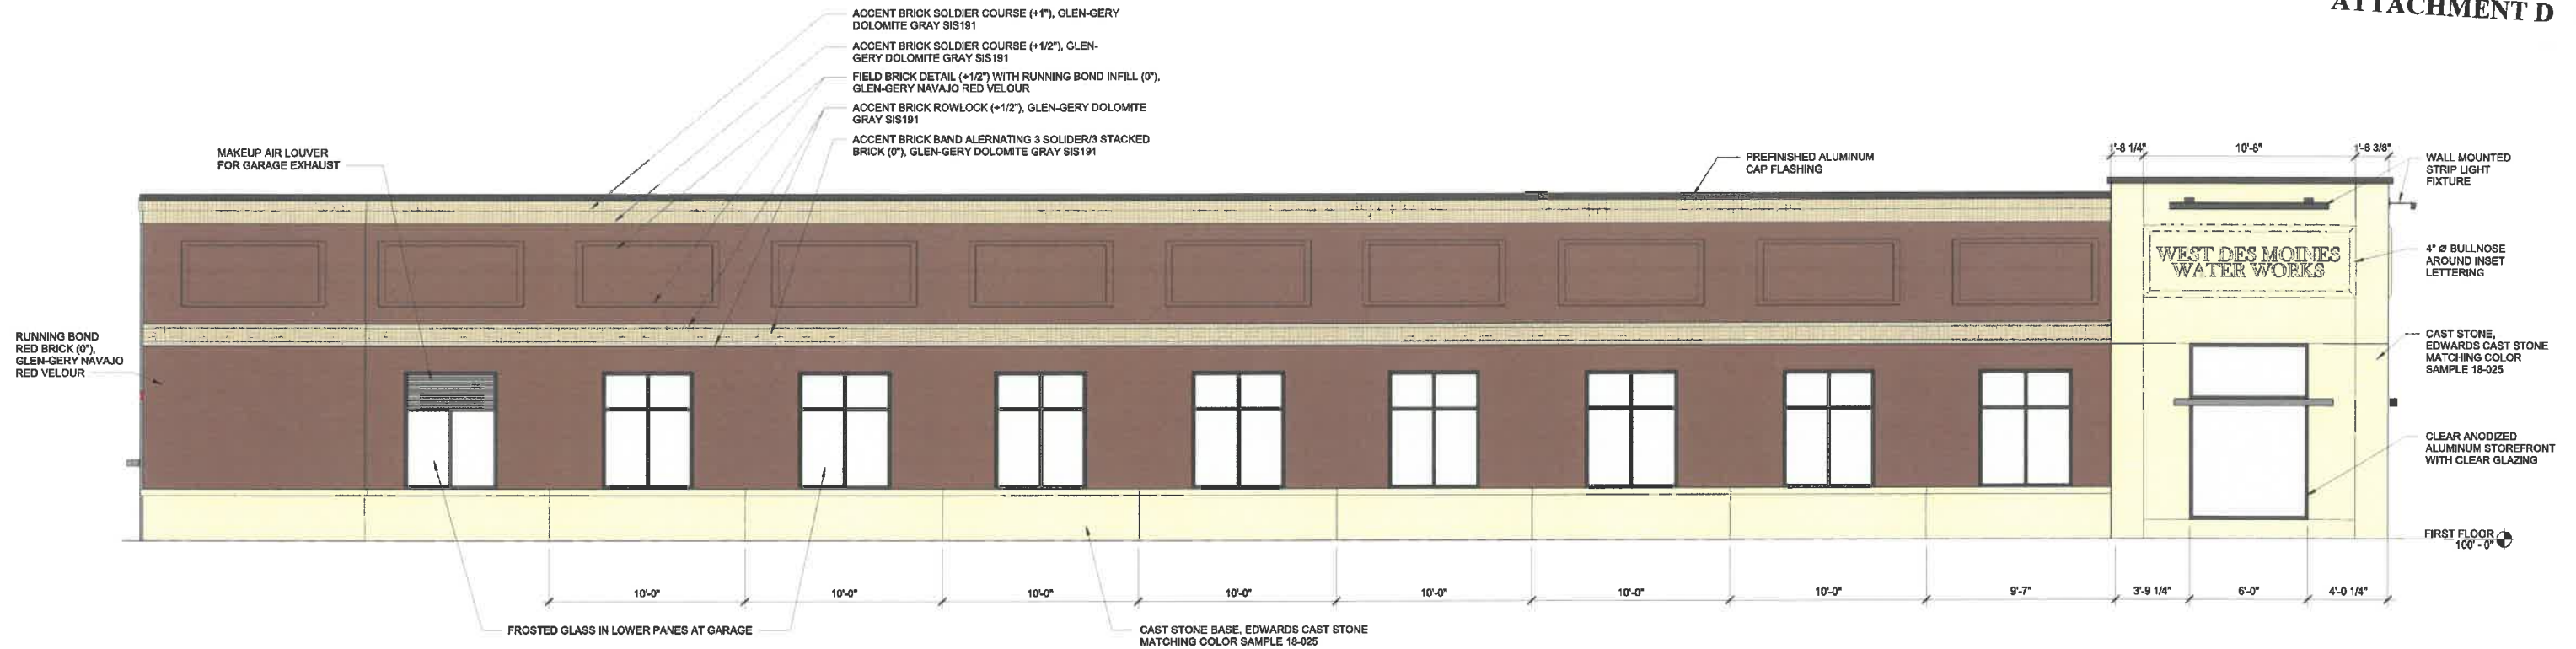 ATTACHMENT D
ACCENT BRICK SOLDIER COURSE (+1"), GLEN-GERY
DOLOMITE GRAY SIS191
ACCENT BRICK SOLDIER COURSE (+1/2"), GLEN-
GERY DOLOMITE GRAY SIS191
FIELD BRICK DETAIL (+1/2") WITH RUNNING BOND INFILL (0"),
GLEN-GERY NAVAJO RED VELOUR
ACCENT BRICK ROWLOCK (+1/2"), GLEN-GERY DOLOMITE
GRAY SIS191
ACCENT BRICK BAND ALERNATING 3 SOLIDER/3 STACKED
BRICK (0"), GLEN-GERY DOLOMITE GRAY SIS191
MAKEUP AIR LOUVER
FOR GARAGE EXHAUST
PREFINISHED ALUMINUM
CAP FLASHING
1'-8 1/4"
10'-8"
1'-8 3/8"
WALL MOUNTED
STRIP LIGHT
FIXTURE
WEST DES MOINES
WATER WORKS
4" Ø BULLNOSE
AROUND INSET
LETTERING
RUNNING BOND
RED BRICK (0"),
GLEN-GERY NAVAJO
RED VELOUR
CAST STONE,
EDWARDS CAST STONE
MATCHING COLOR
SAMPLE 18-025
CLEAR ANODIZED
ALUMINUM STOREFRONT
WITH CLEAR GLAZING
FIRST FLOOR
100' - 0"
10'-0"
10'-0"
10'-0"
10'-0"
10'-0"
10'-0"
10'-0"
9'-7"
3'-9 1/4"
6'-0"
4'-0 1/4"
FROSTED GLASS IN LOWER PANES AT GARAGE
CAST STONE BASE, EDWARDS CAST STONE
MATCHING COLOR SAMPLE 18-025